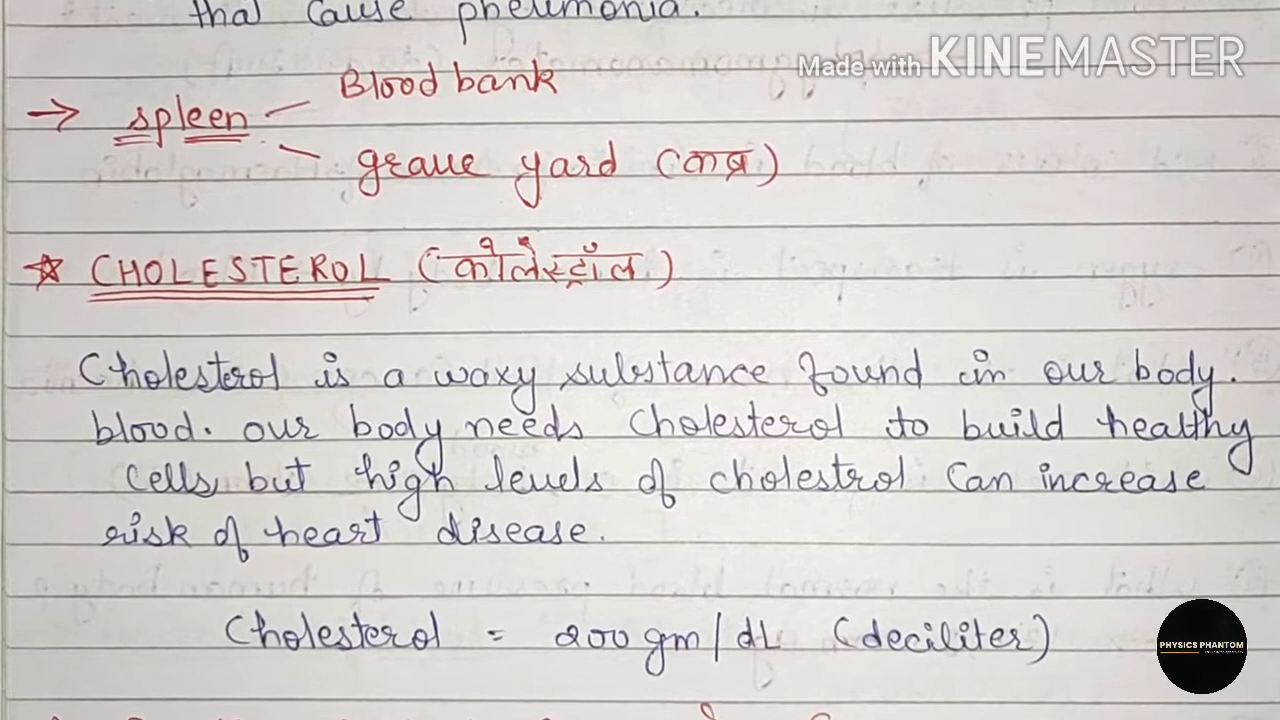 that cause pneumonia.
Made with KINEMASTER
→ spleen — Blood bank
— grave yard (कब्र)
☆ CHOLESTEROL (कोलेस्ट्रॉल)
Cholesterol is a waxy substance found in our body.
blood. our body needs cholesterol to build healthy
cells but high levels of cholestrol can increase
risk of heart disease.
Cholesterol = 200 gm/dL (deciliter)
PHYSICS PHANTOM